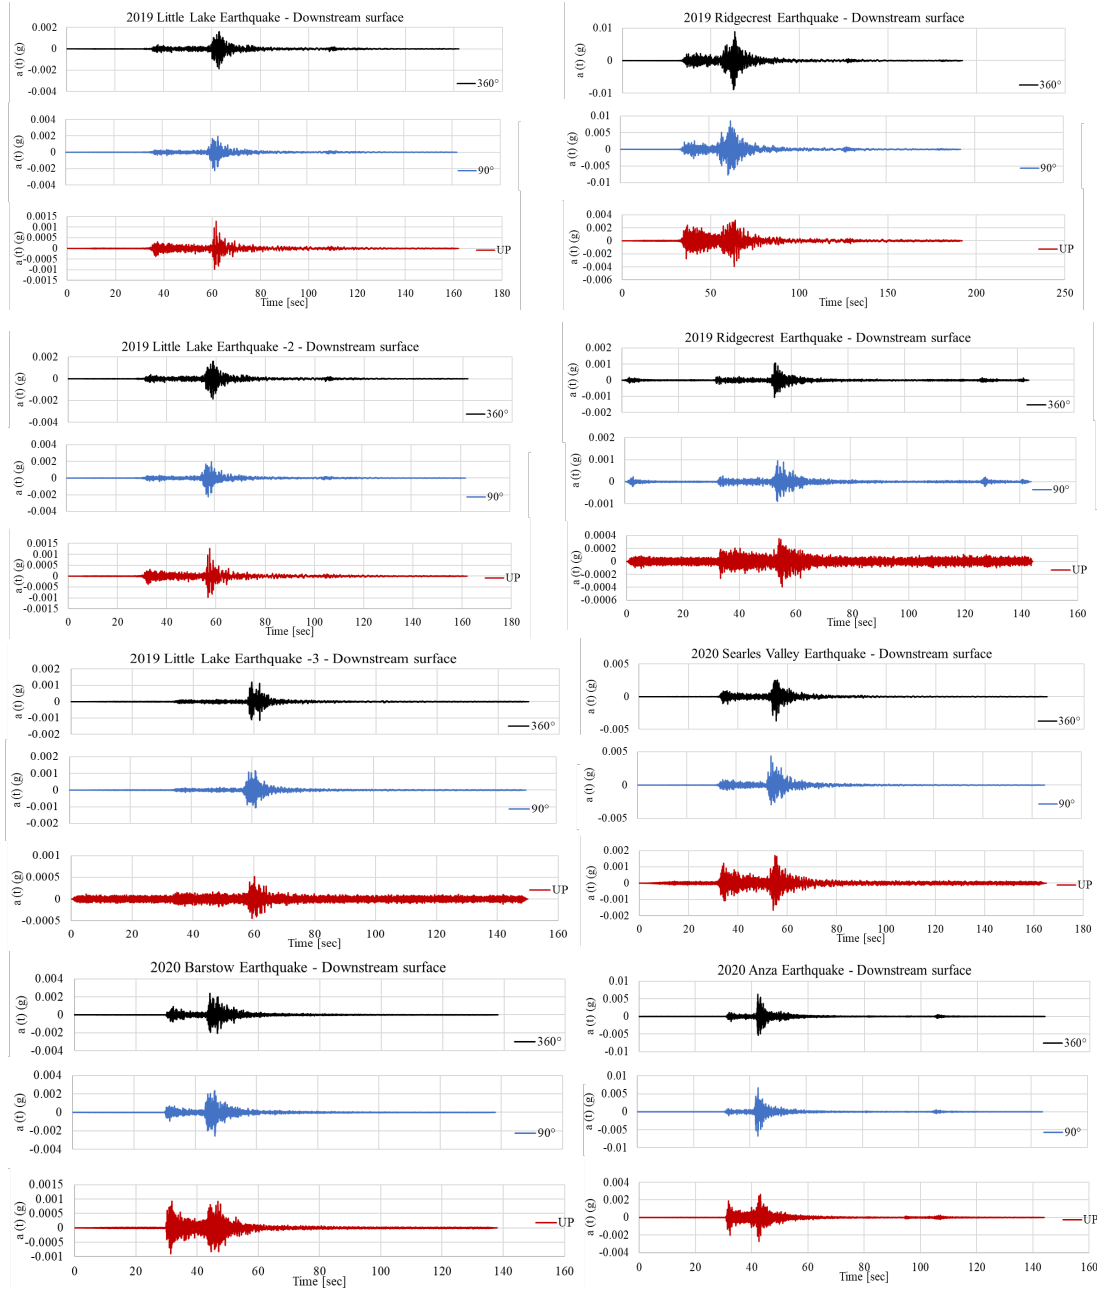 2019 Little Lake Earthquake - Downstream surface
0.002
0
-0.002
-0.004
a (t) (g)
360°
0.004
0.002
0
-0.002
-0.004
a (t) (g)
90°
0.0015
0.001
0.0005
0
-0.0005
-0.001
-0.0015
a (t) (g)
UP
0 20 40 60 80 100 120 140 160 180
Time [sec]
2019 Ridgecrest Earthquake - Downstream surface
0.01
0
-0.01
a (t) (g)
360°
0.01
0.005
0
-0.005
-0.01
a (t) (g)
90°
0.004
0.002
0
-0.002
-0.004
-0.006
a (t) (g)
UP
0 50 100 150 200 250
Time [sec]
2019 Little Lake Earthquake -2 - Downstream surface
0.002
0
-0.002
-0.004
a (t) (g)
360°
0.004
0.002
0
-0.002
-0.004
a (t) (g)
90°
0.0015
0.001
0.0005
0
-0.0005
-0.001
-0.0015
a (t) (g)
UP
0 20 40 60 80 100 120 140 160 180
Time [sec]
2019 Ridgecrest Earthquake - Downstream surface
0.002
0.001
0
-0.001
-0.002
a (t) (g)
360°
0.002
0.001
0
-0.001
a (t) (g)
90°
0.0004
0.0002
0
-0.0002
-0.0004
-0.0006
a (t) (g)
UP
0 20 40 60 80 100 120 140 160
Time [sec]
2019 Little Lake Earthquake -3 - Downstream surface
0.002
0.001
0
-0.001
-0.002
a (t) (g)
360°
0.002
0.001
0
-0.001
-0.002
a (t) (g)
90°
0.001
0.0005
0
-0.0005
a (t) (g)
UP
0 20 40 60 80 100 120 140 160
Time [sec]
2020 Searles Valley Earthquake - Downstream surface
0.005
0
-0.005
a (t) (g)
360°
0.005
0
-0.005
a (t) (g)
90°
0.002
0.001
0
-0.001
-0.002
a (t) (g)
UP
0 20 40 60 80 100 120 140 160 180
Time [sec]
2020 Barstow Earthquake - Downstream surface
0.004
0.002
0
-0.002
-0.004
a (t) (g)
360°
0.004
0.002
0
-0.002
-0.004
a (t) (g)
90°
0.0015
0.001
0.0005
0
-0.0005
-0.001
a (t) (g)
UP
0 20 40 60 80 100 120 140 160
Time [sec]
2020 Anza Earthquake - Downstream surface
0.01
0.005
0
-0.005
-0.01
a (t) (g)
360°
0.01
0.005
0
-0.005
-0.01
a (t) (g)
90°
0.004
0.002
0
-0.002
-0.004
a (t) (g)
UP
0 20 40 60 80 100 120 140 160
Time [sec]